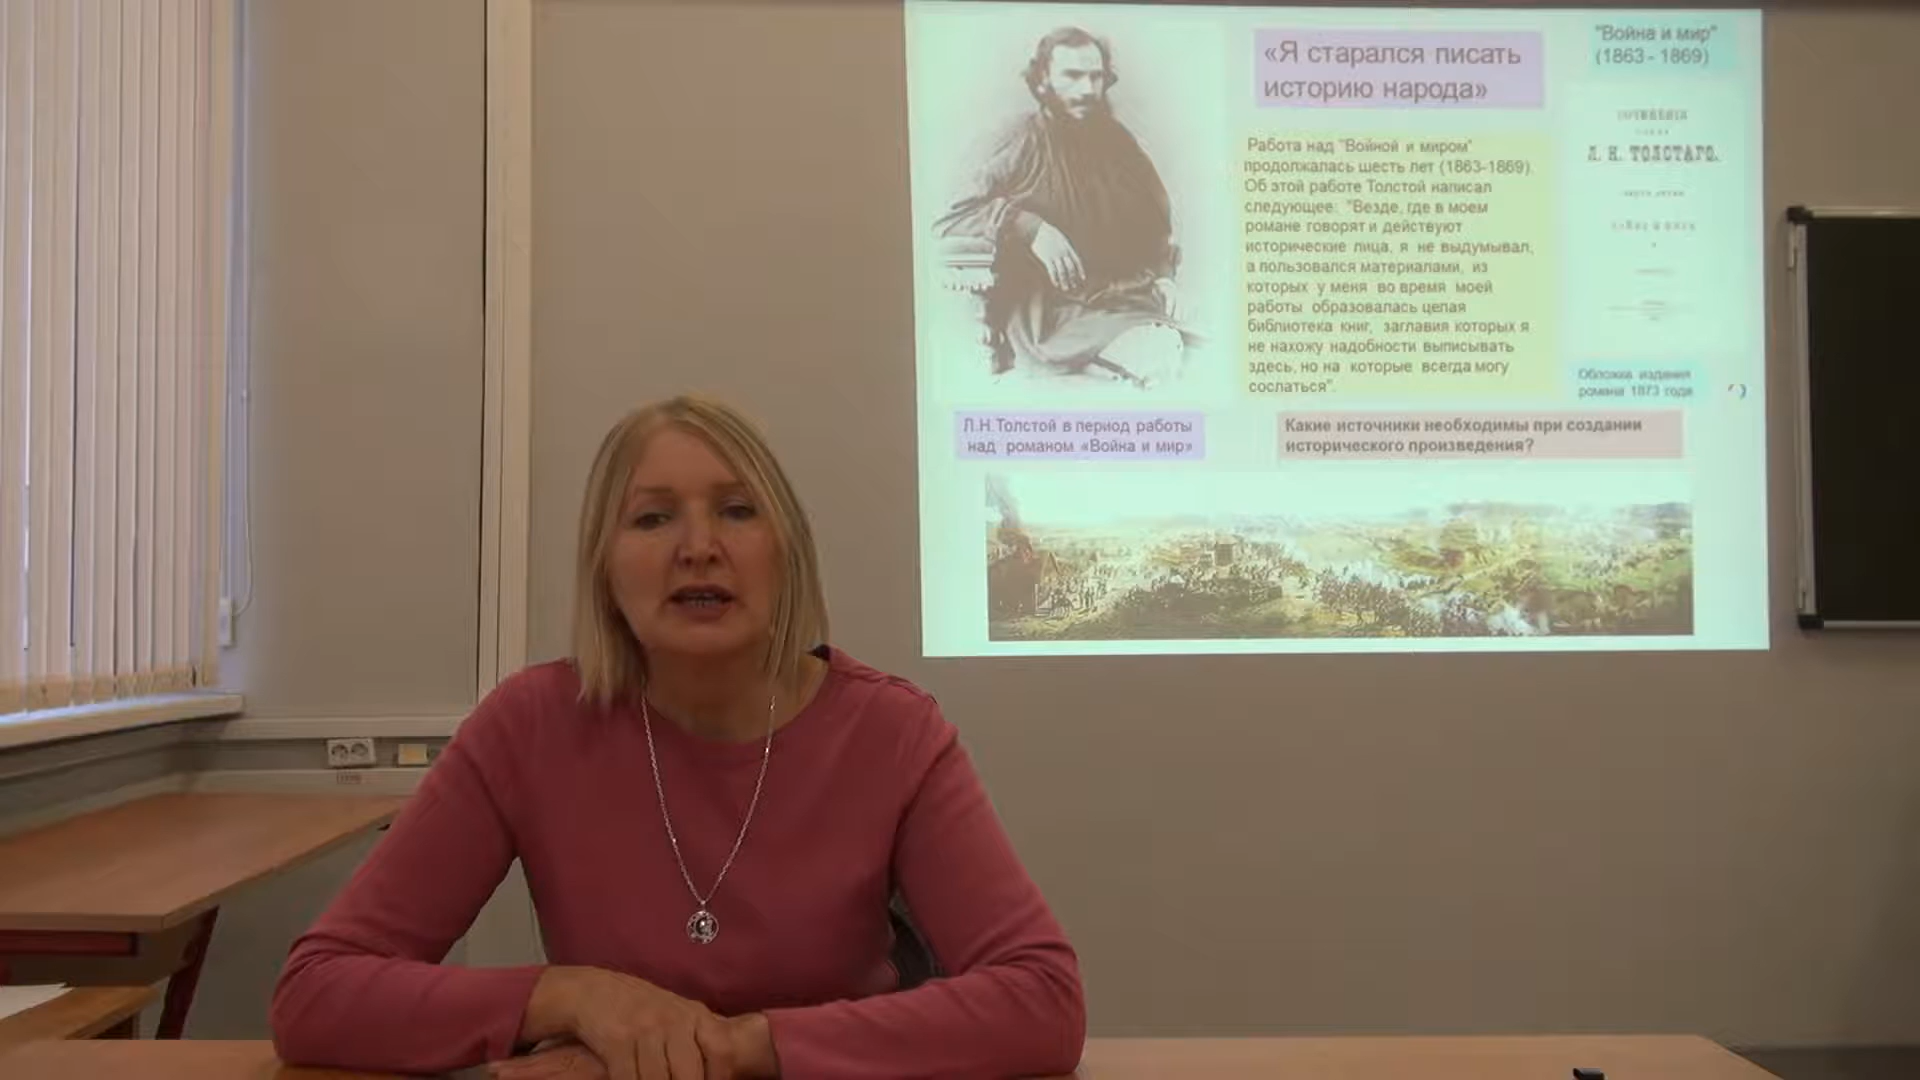 «Я старался писать
историю народа»
"Война и мир"
(1863 - 1869)
Работа над "Войной и миром"
продолжалась шесть лет (1863-1869).
Об этой работе Толстой написал
следующее: "Везде, где в моем
романе говорят и действуют
исторические лица, я не выдумывал,
а пользовался материалами, из
которых у меня во время моей
работы образовалась целая
библиотека книг, заглавия которых я
не нахожу надобности выписывать
здесь, но на которые всегда могу
сослаться".
СОЧИНЕНІЯ
Л. Н. ТОЛСТАГО.
Обложка издания
романа 1873 года
Л.Н.Толстой в период работы
над романом «Война и мир»
Какие источники необходимы при создании
исторического произведения?